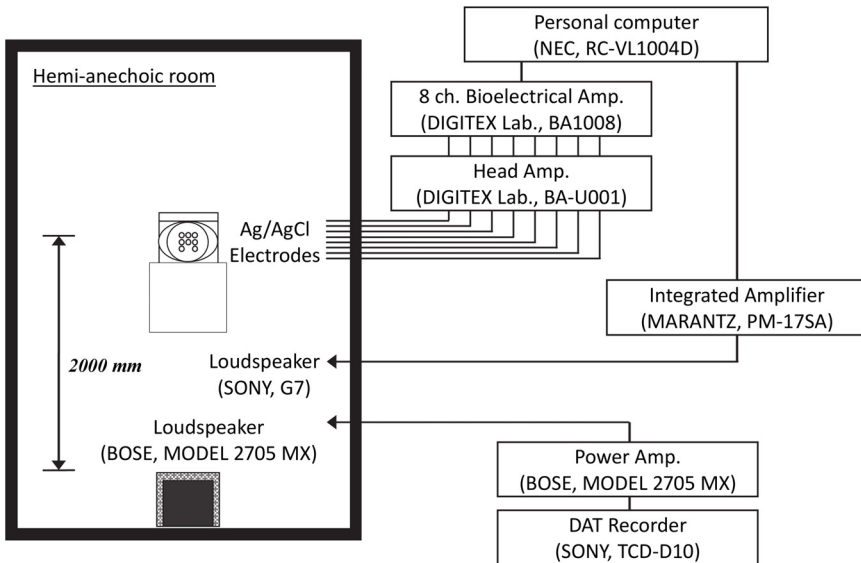 Personal computer
(NEC, RC-VL1004D)
Hemi-anechoic room
8 ch. Bioelectrical Amp.
(DIGITEX Lab., BA1008)
Head Amp.
(DIGITEX Lab., BA-U001)
Ag/AgCl
Electrodes
Integrated Amplifier
(MARANTZ, PM-17SA)
2000 mm
Loudspeaker
(SONY, G7)
Loudspeaker
(BOSE, MODEL 2705 MX)
Power Amp.
(BOSE, MODEL 2705 MX)
DAT Recorder
(SONY, TCD-D10)